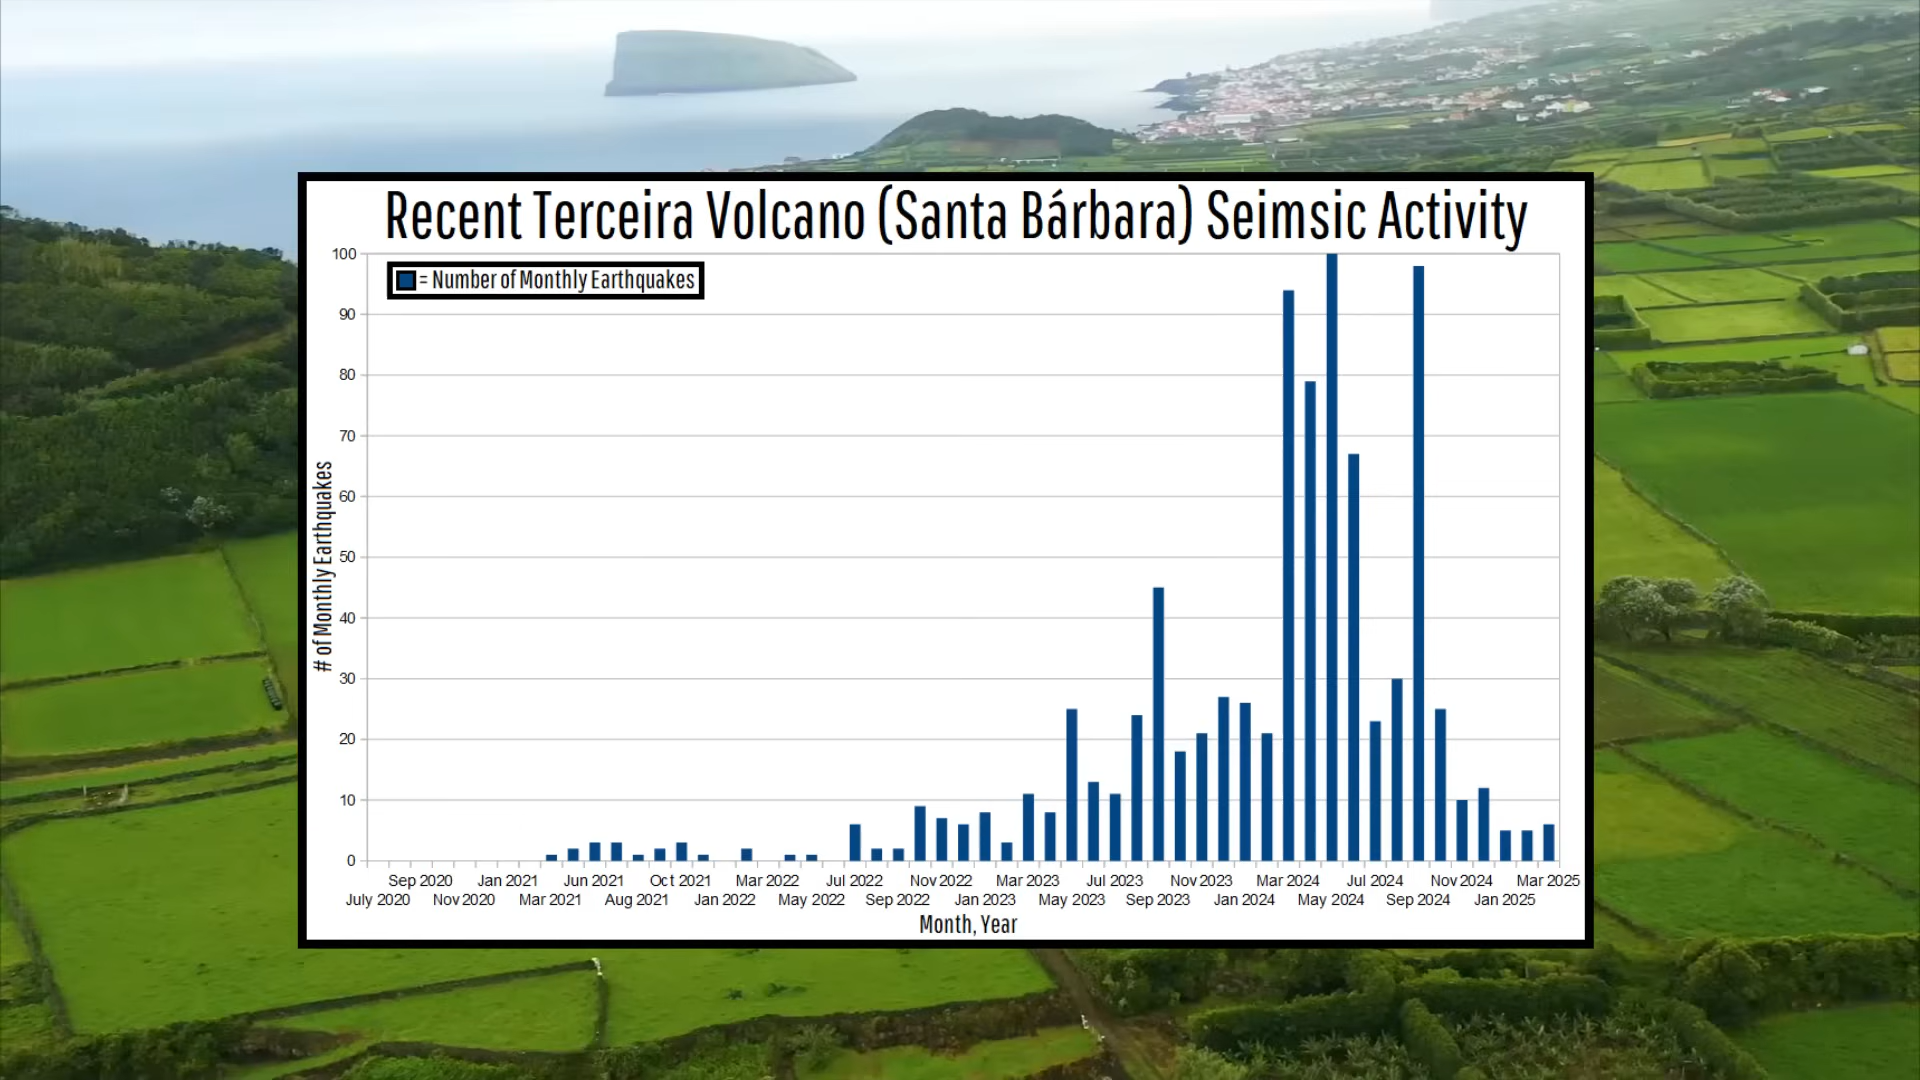 Recent Terceira Volcano (Santa Bárbara) Seimsic Activity
= Number of Monthly Earthquakes
# of Monthly Earthquakes
100
90
80
70
60
50
40
30
20
10
0
Sep 2020 Jan 2021 Jun 2021 Oct 2021 Mar 2022 Jul 2022 Nov 2022 Mar 2023 Jul 2023 Nov 2023 Mar 2024 Jul 2024 Nov 2024 Mar 2025
July 2020 Nov 2020 Mar 2021 Aug 2021 Jan 2022 May 2022 Sep 2022 Jan 2023 May 2023 Sep 2023 Jan 2024 May 2024 Sep 2024 Jan 2025
Month, Year